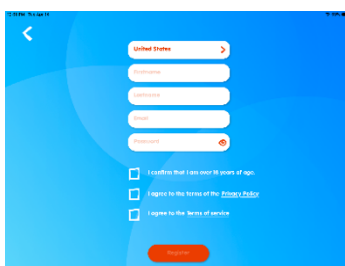 United States
Firstname
Lastname
Email
Password
I confirm that I am over 16 years of age.
I agree to the terms of the Privacy Policy
I agree to the Terms of service
Register